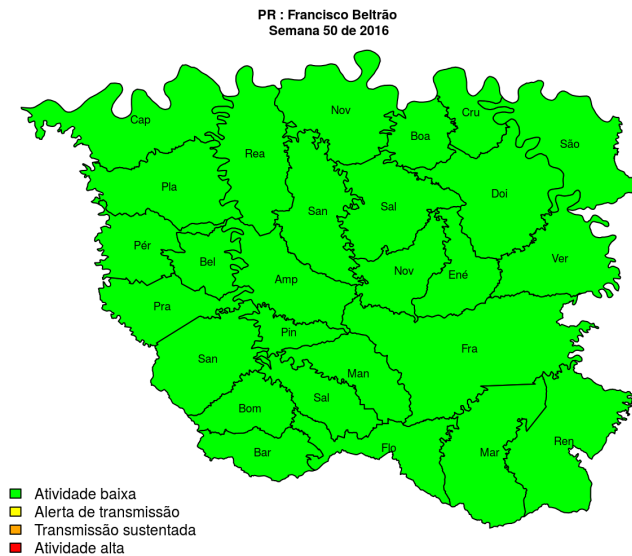 PR : Francisco Beltrão
Semana 50 de 2016
Nov
Cap
Cru
Boa
São
Rea
Pla
Doi
San
Sal
Pér
Bel
Ver
Nov
Ené
Amp
Pra
Pin
Fra
San
Man
Sal
Bom
Flo
Ren
Bar
Mar
Atividade baixa
Alerta de transmissão
Transmissão sustentada
Atividade alta